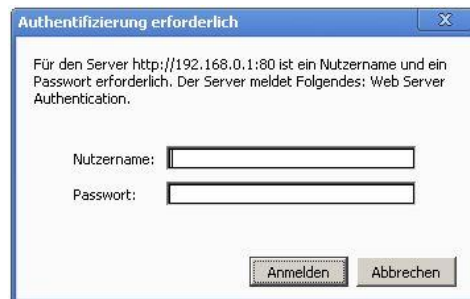 Authentifizierung erforderlich
Für den Server http://192.168.0.1:80 ist ein Nutzername und ein
Passwort erforderlich. Der Server meldet Folgendes: Web Server
Authentication.
Nutzername:
Passwort:
Anmelden Abbrechen